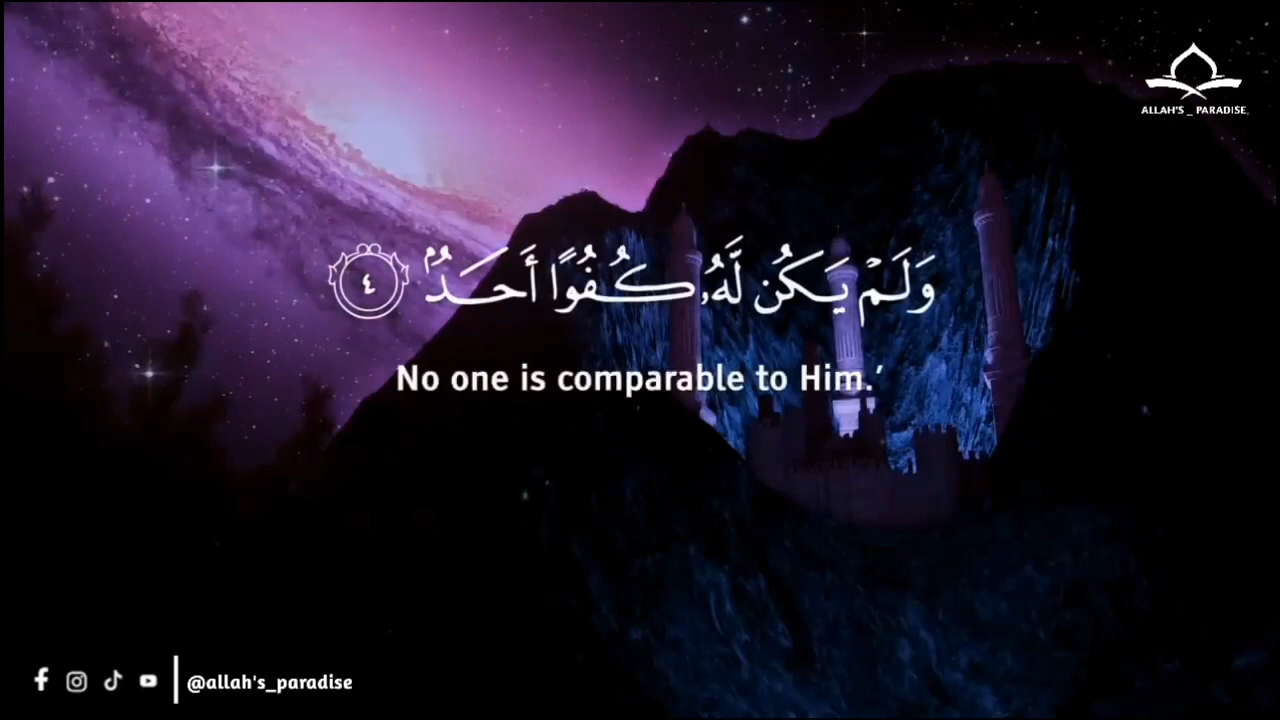 ALLAH'S _ PARADISE
وَلَمْ يَكُن لَّهُۥ كُفُوًا أَحَدٌۢ ٤
No one is comparable to Him.’
@allah's_paradise